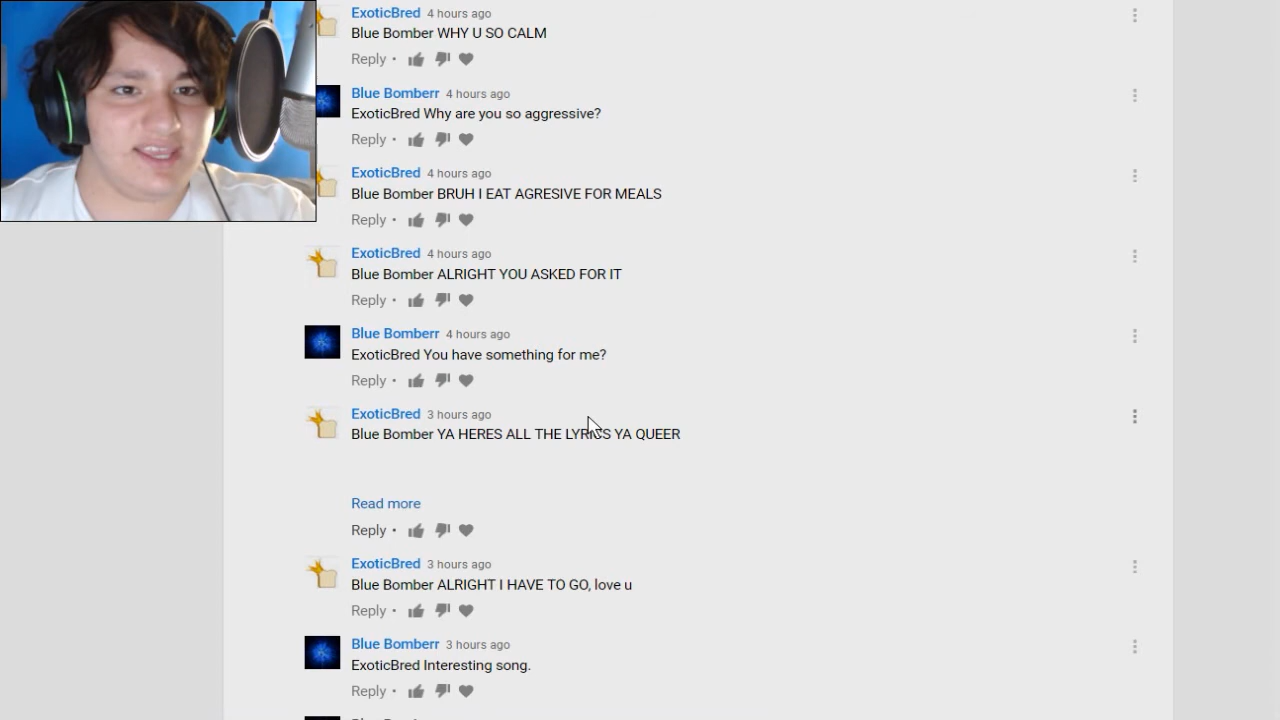 ExoticBred 4 hours ago
Blue Bomber WHY U SO CALM
Reply •
Blue Bomberr 4 hours ago
ExoticBred Why are you so aggressive?
Reply •
ExoticBred 4 hours ago
Blue Bomber BRUH I EAT AGRESIVE FOR MEALS
Reply •
ExoticBred 4 hours ago
Blue Bomber ALRIGHT YOU ASKED FOR IT
Reply •
Blue Bomberr 4 hours ago
ExoticBred You have something for me?
Reply •
ExoticBred 3 hours ago
Blue Bomber YA HERES ALL THE LYRICS YA QUEER
Read more
Reply •
ExoticBred 3 hours ago
Blue Bomber ALRIGHT I HAVE TO GO, love u
Reply •
Blue Bomberr 3 hours ago
ExoticBred Interesting song.
Reply •